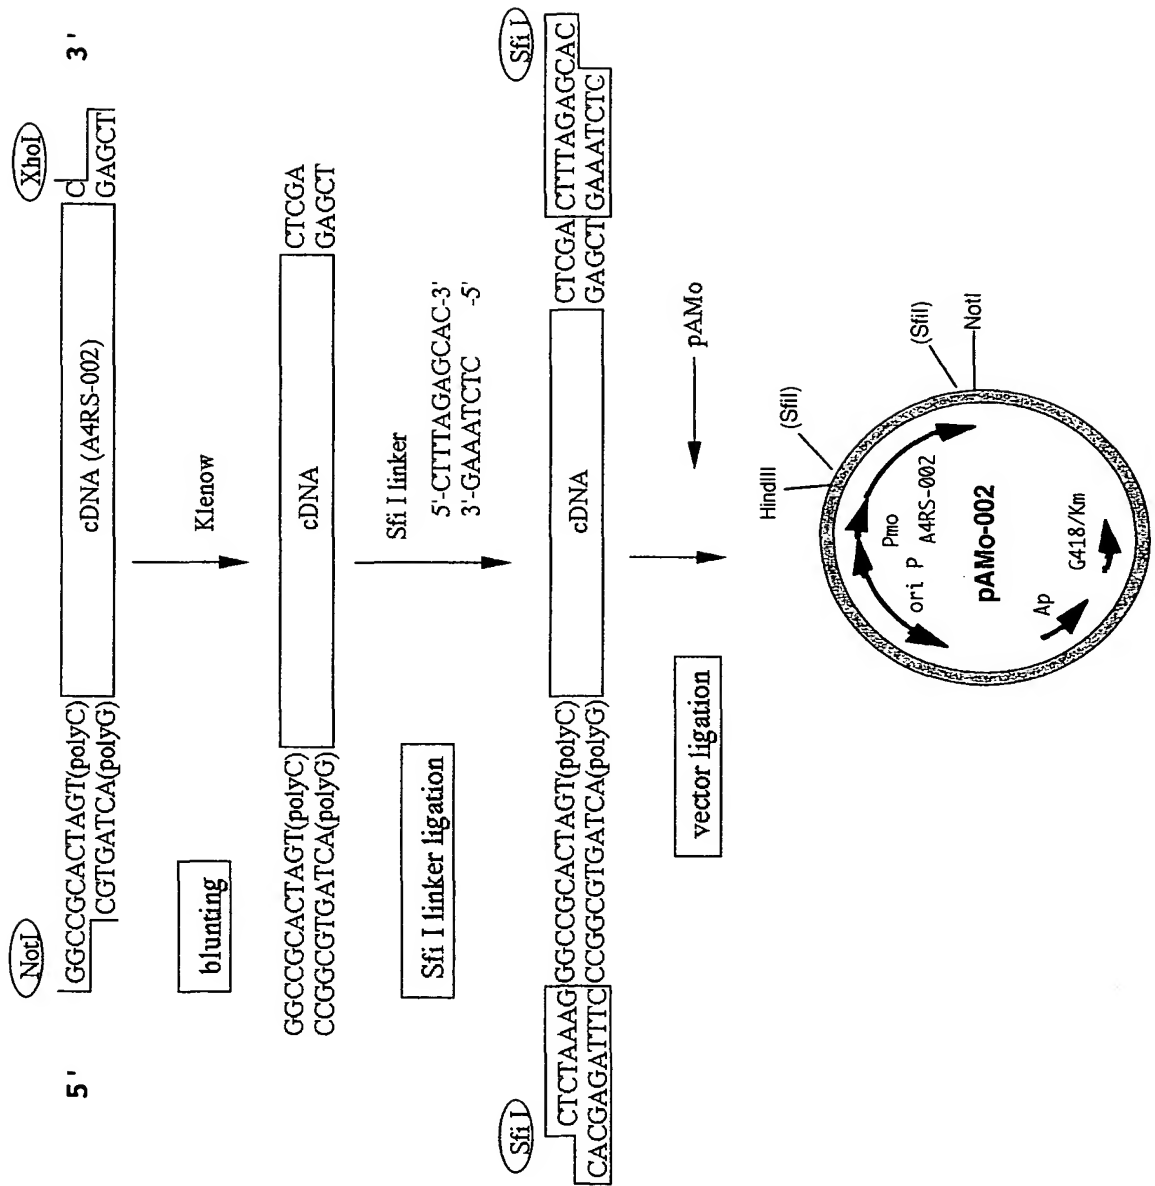 5' 3'
NotI XhoI
GGCCGCACTAGT(polyC) cDNA (A4RS-002) C
CGTGATCA(polyG) GAGCT
blunting Klenow
GGCCGCACTAGT(polyC) cDNA CTCGA
CCGGCGTGATCA(polyG) GAGCT
Sfi I linker ligation Sfi I linker
5'-CTTTAGAGCAC-3'
3'-GAAATCTC -5'
Sfi I Sfi I
CTCTAAAG GGCCGCACTAGT(polyC) cDNA CTCGA CTTTAGAGCAC
CACGAGATTTC CCGGCGTGATCA(polyG) GAGCT GAAATCTC
vector ligation pAMo
HindIII (SfiI)
(SfiI)
NotI
Pmo
ori P A4RS-002
pAMo-002
Ap G418/Km